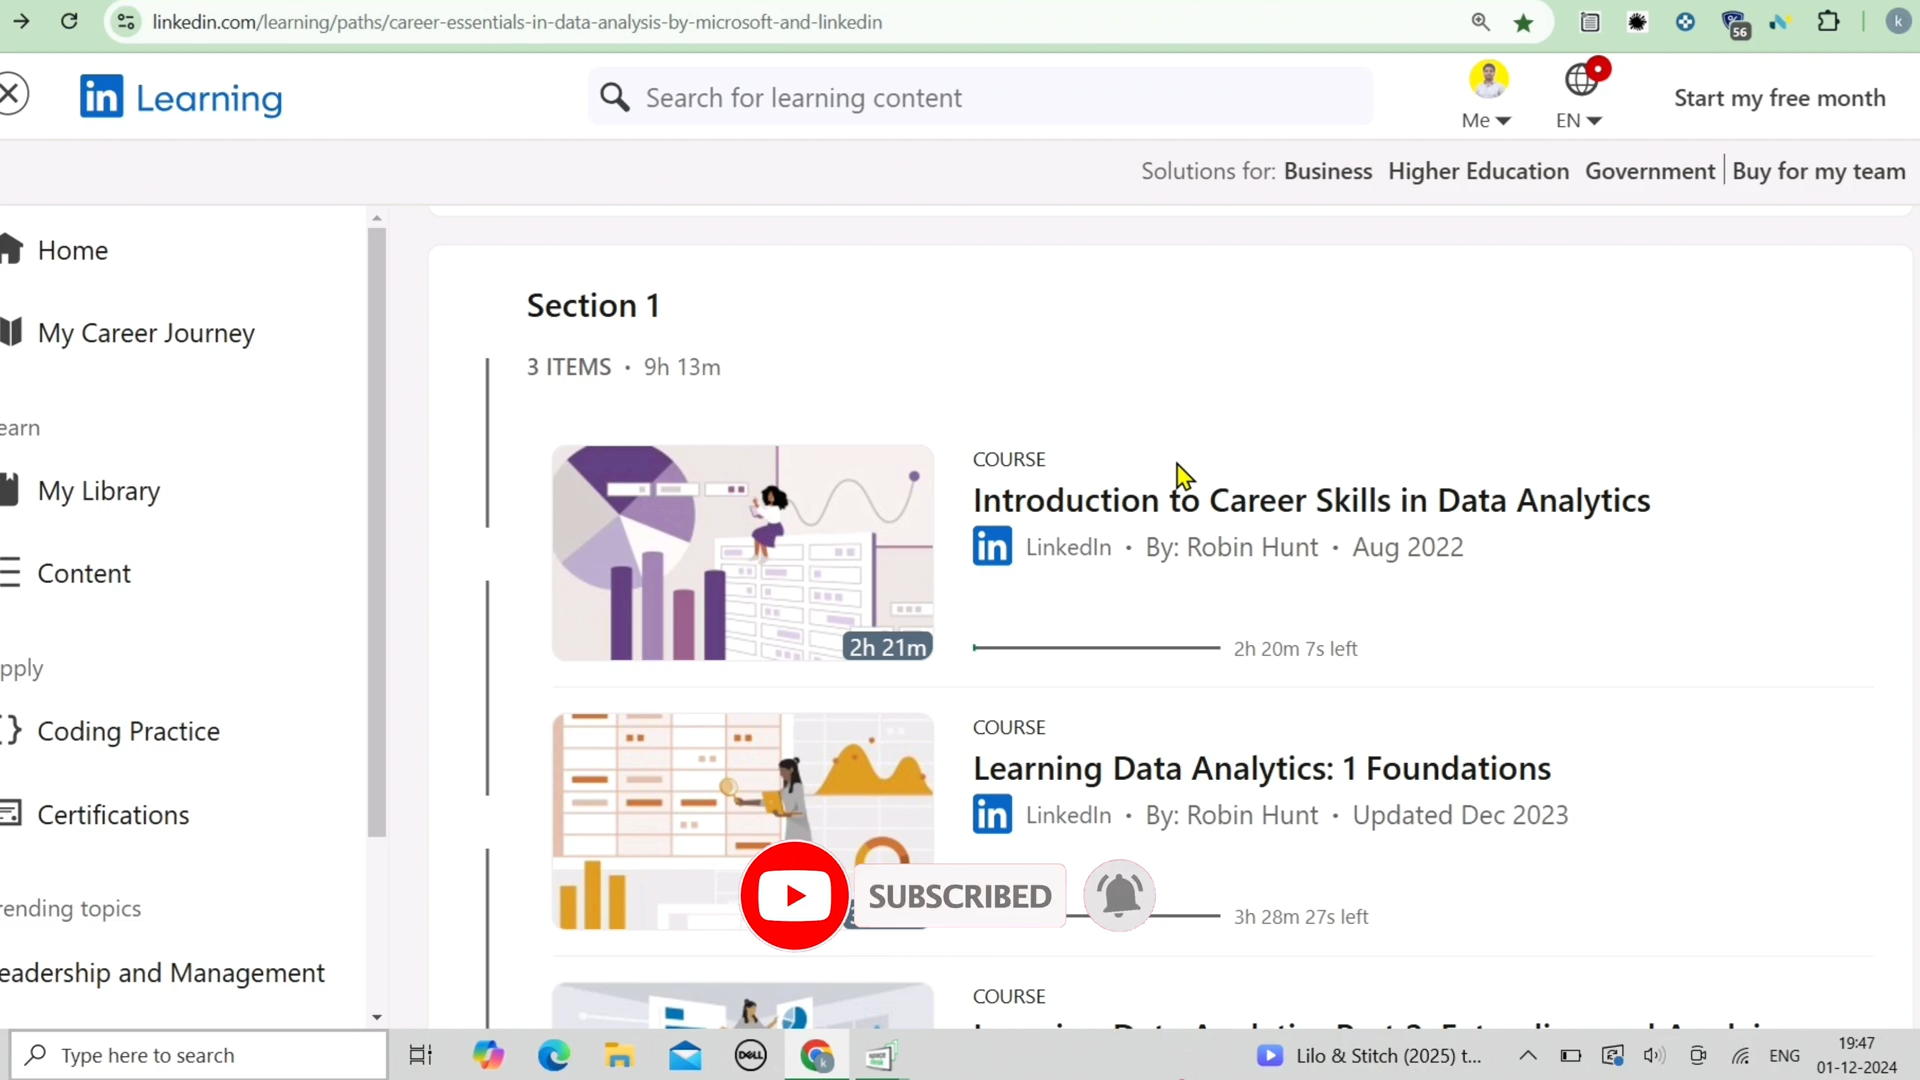 linkedin.com/learning/paths/career-essentials-in-data-analysis-by-microsoft-and-linkedin
56
k
in Learning
Search for learning content
Me
EN
Start my free month
Solutions for: Business Higher Education Government Buy for my team
Home
My Career Journey
earn
My Library
Content
pply
Coding Practice
Certifications
rending topics
eadership and Management
Section 1
3 ITEMS • 9h 13m
2h 21m
COURSE
Introduction to Career Skills in Data Analytics
in LinkedIn • By: Robin Hunt • Aug 2022
2h 20m 7s left
COURSE
Learning Data Analytics: 1 Foundations
in LinkedIn • By: Robin Hunt • Updated Dec 2023
SUBSCRIBED
3h 28m 27s left
COURSE
Type here to search
DELL
k
Lilo & Stitch (2025) t...
ENG
19:47
01-12-2024